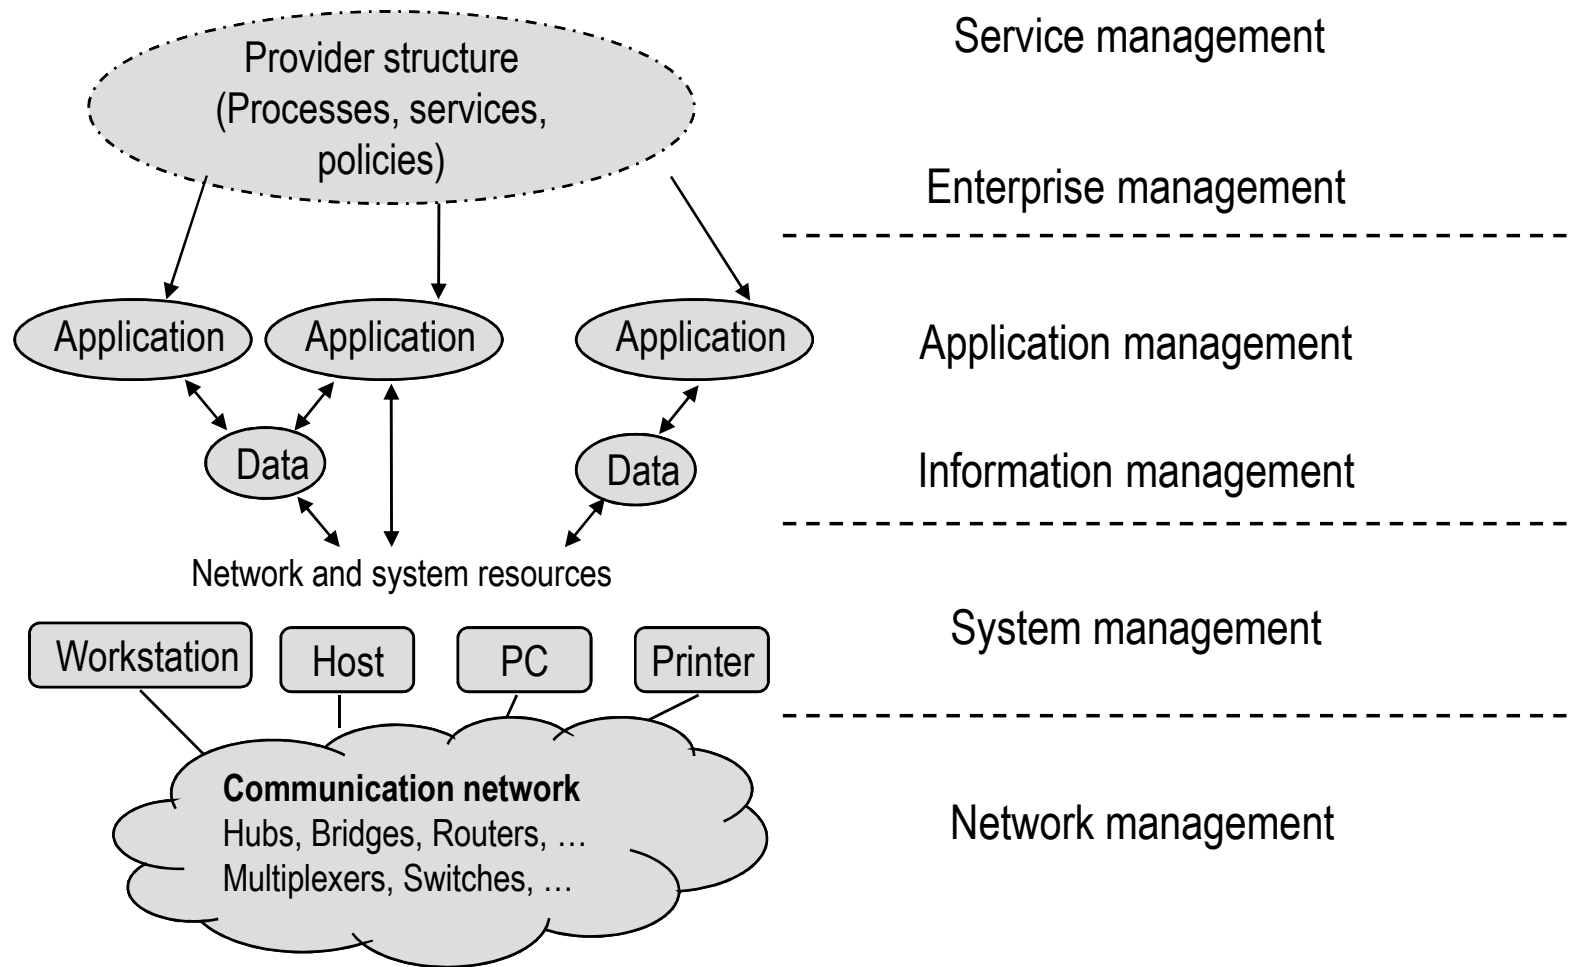 Service management
Provider structure
(Processes, services,
policies)
Enterprise management
Application
Application
Application
Application management
Data
Data
Information management
Network and system resources
System management
Workstation
Host
PC
Printer
Communication network
Hubs, Bridges, Routers, …
Multiplexers, Switches, …
Network management